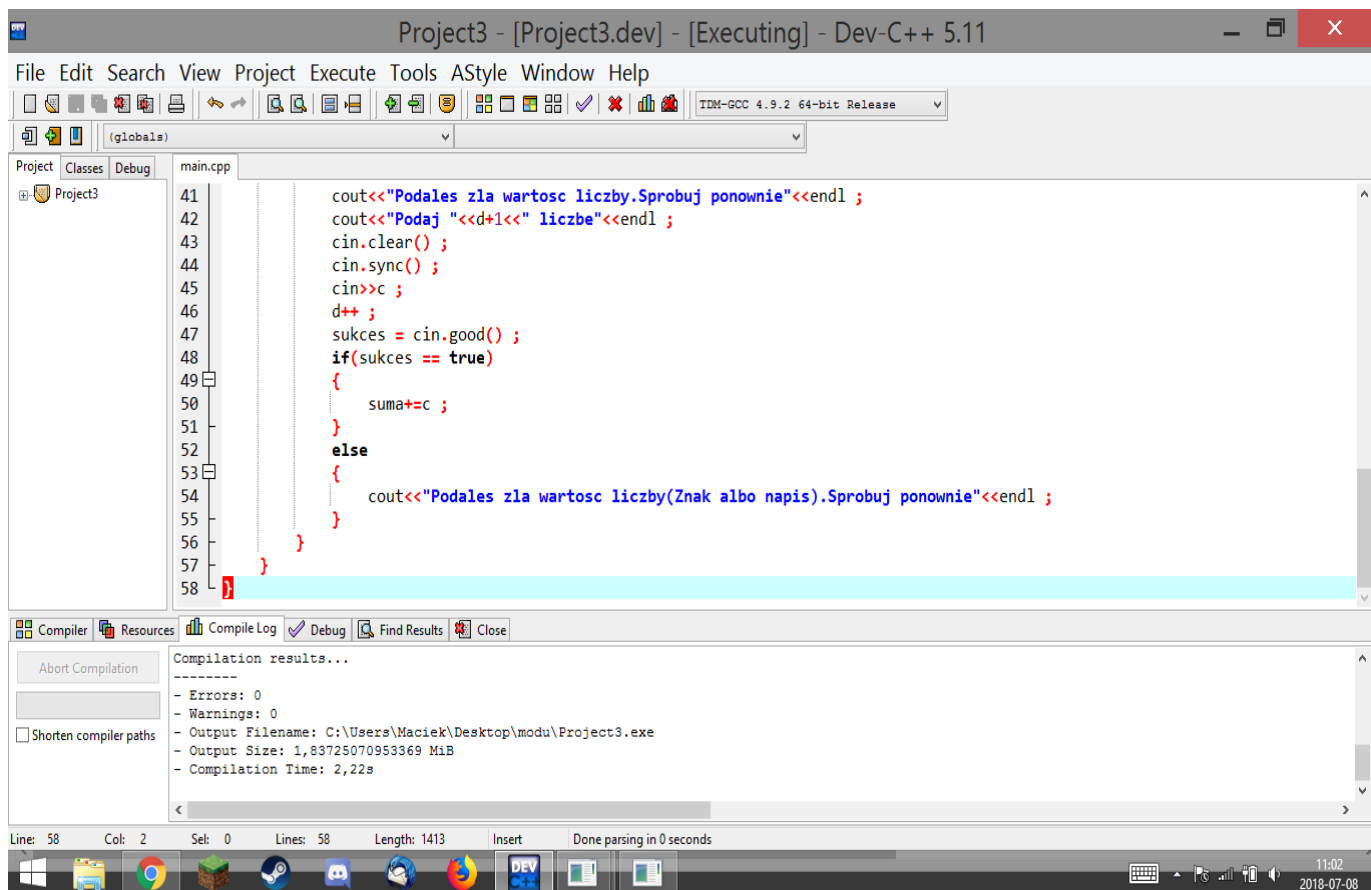 Project3 - [Project3.dev] - [Executing] - Dev-C++ 5.11
File Edit Search View Project Execute Tools AStyle Window Help
TDM-GCC 4.9.2 64-bit Release
(globals)
Project Classes Debug main.cpp
Project3
41 cout<<"Podales zla wartosc liczby.Sprobuj ponownie"<<endl ;
42 cout<<"Podaj "<<d+1<<" liczbe"<<endl ;
43 cin.clear() ;
44 cin.sync() ;
45 cin>>c ;
46 d++ ;
47 sukces = cin.good() ;
48 if(sukces == true)
49 {
50 suma+=c ;
51 }
52 else
53 {
54 cout<<"Podales zla wartosc liczby(Znak albo napis).Sprobuj ponownie"<<endl ;
55 }
56 }
57 }
58 }
Compiler Resources Compile Log Debug Find Results Close
Abort Compilation
Shorten compiler paths
Compilation results...
--------
- Errors: 0
- Warnings: 0
- Output Filename: C:\Users\Maciek\Desktop\modu\Project3.exe
- Output Size: 1,83725070953369 MiB
- Compilation Time: 2,22s
Line: 58 Col: 2 Sel: 0 Lines: 58 Length: 1413 Insert Done parsing in 0 seconds
DEV C++
11:02
2018-07-08